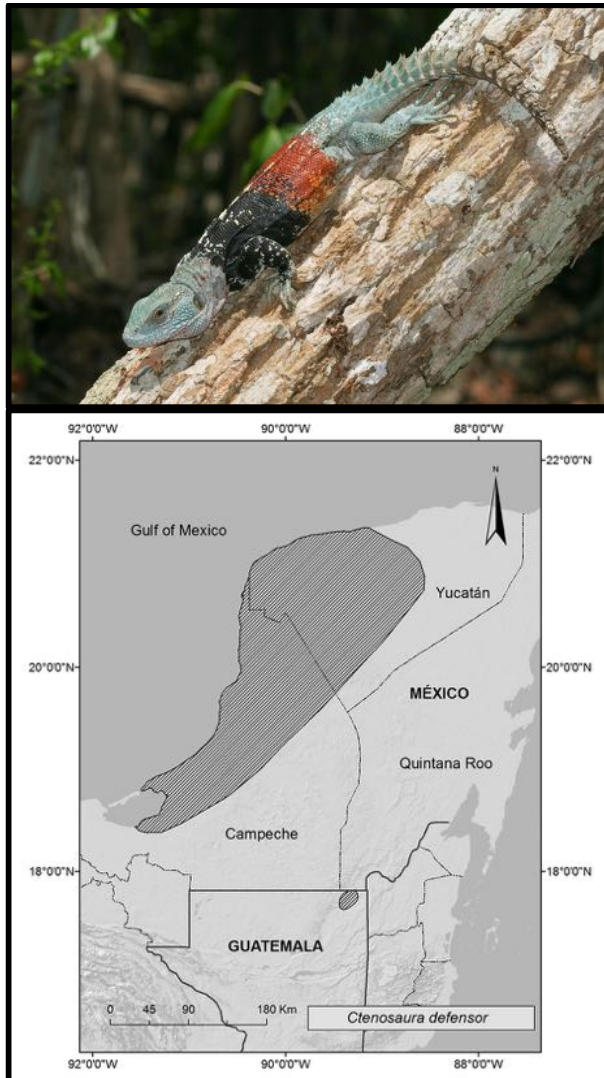 92°0'0"W 90°0'0"W 88°0'0"W
22°0'0"N 22°0'0"N
N
Gulf of Mexico
Yucatán
20°0'0"N 20°0'0"N
MÉXICO
Quintana Roo
Campeche
18°0'0"N 18°0'0"N
GUATEMALA
0 45 90 180 Km
Ctenosaura defensor
92°0'0"W 90°0'0"W 88°0'0"W